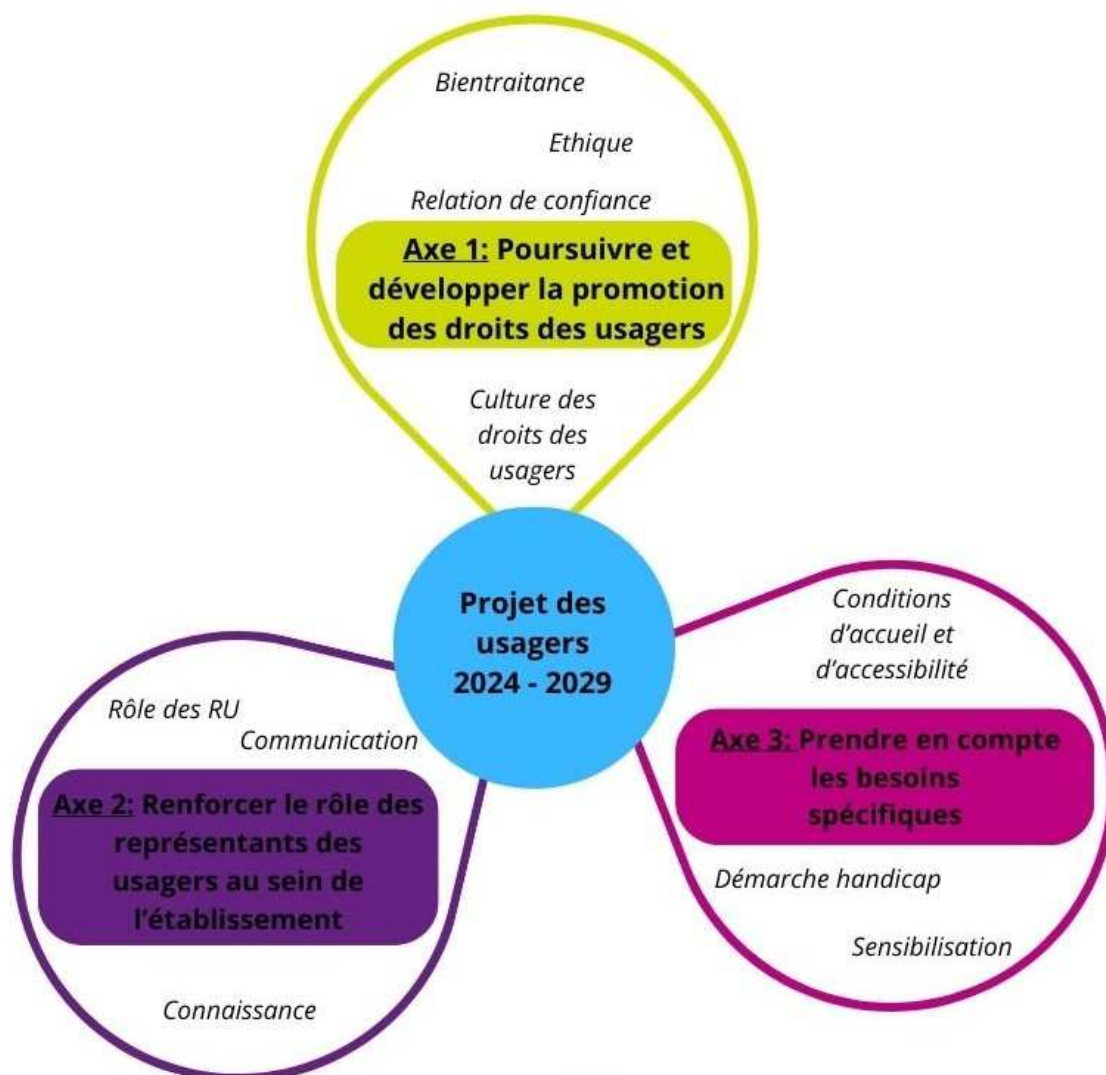 Bientraitance
Ethique
Relation de confiance
Axe 1: Poursuivre et
développer la promotion
des droits des usagers
Culture des
droits des
usagers
Projet des
usagers
2024 - 2029
Rôle des RU
Communication
Axe 2: Renforcer le rôle des
représentants des
usagers au sein de
l’établissement
Connaissance
Conditions
d’accueil et
d’accessibilité
Axe 3: Prendre en compte
les besoins
spécifiques
Démarche handicap
Sensibilisation